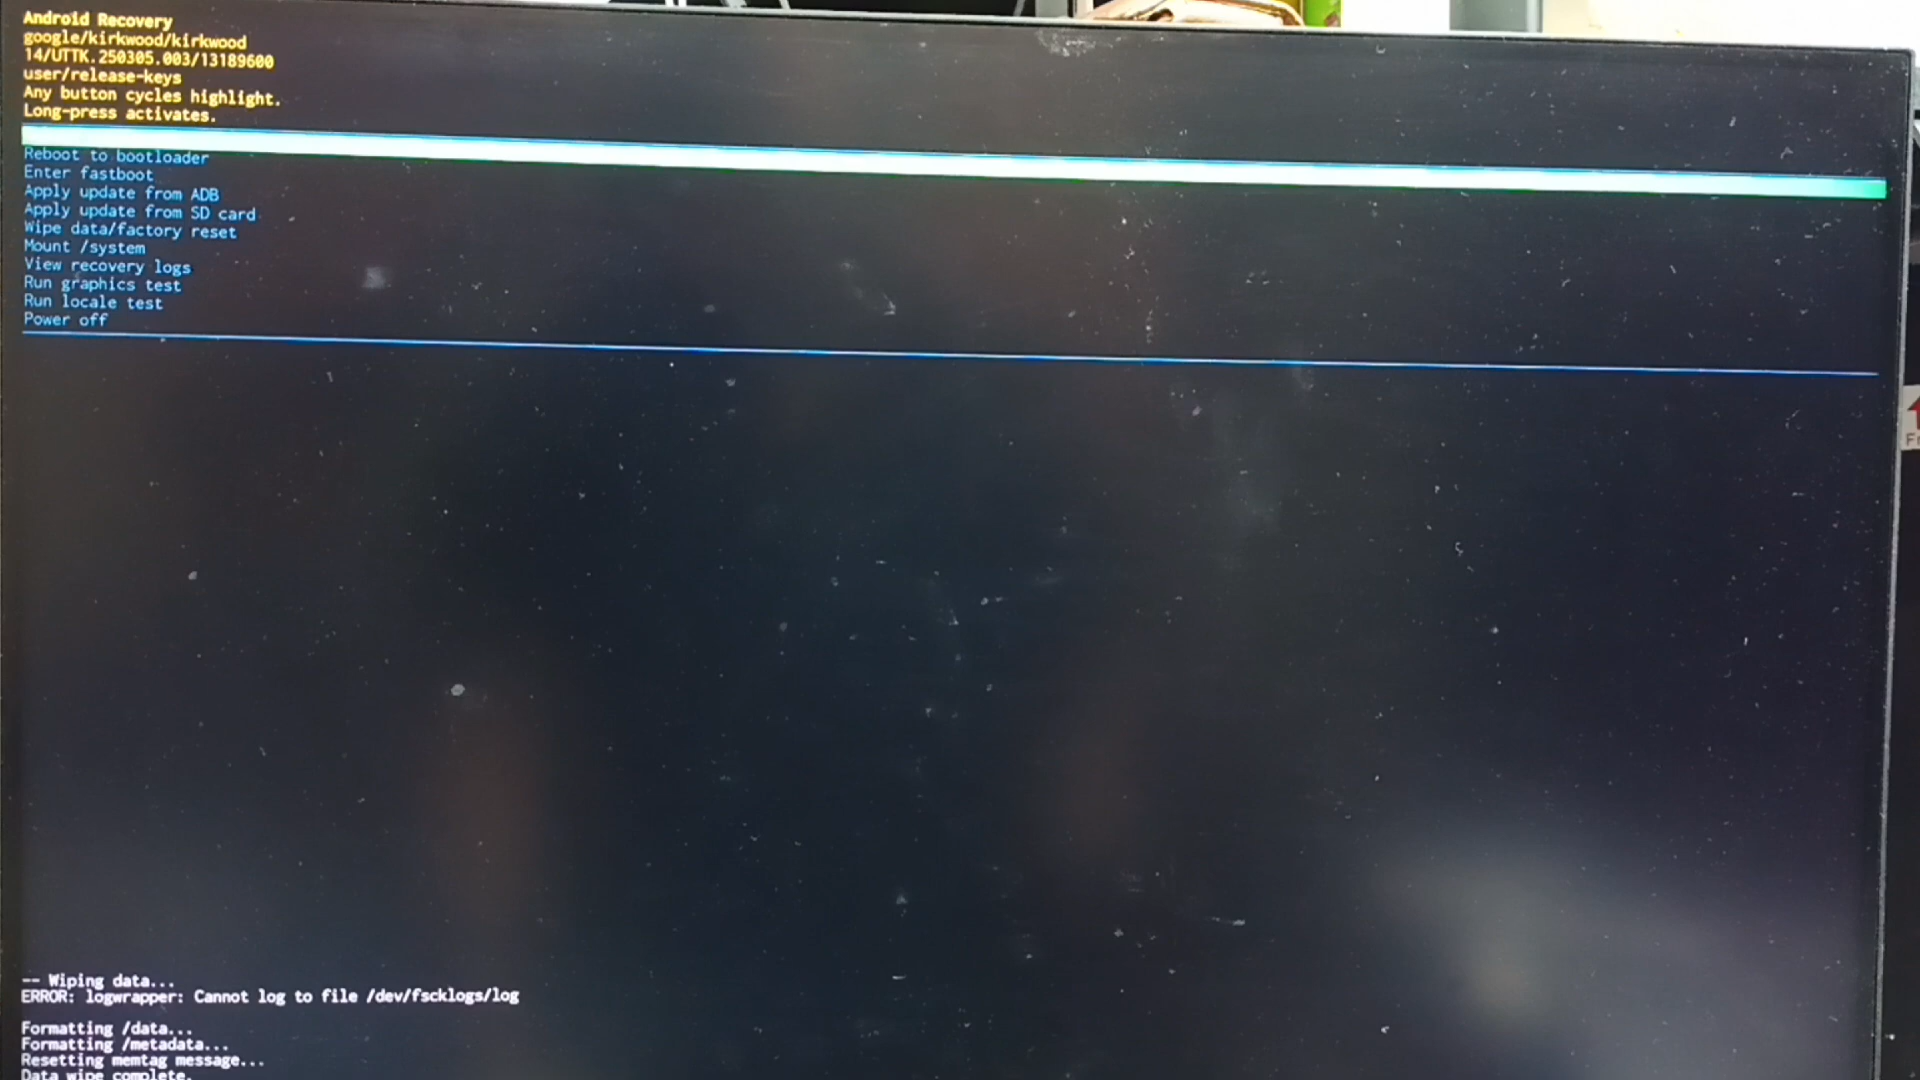 Android Recovery
google/kirkwood/kirkwood
14/UTTK.250305.003/13189600
user/release-keys
Any button cycles highlight.
Long-press activates.
Reboot to bootloader
Enter fastboot
Apply update from ADB
Apply update from SD card
Wipe data/factory reset
Mount /system
View recovery logs
Run graphics test
Run locale test
Power off
-- Wiping data...
ERROR: logwrapper: Cannot log to file /dev/fscklogs/log
Formatting /data...
Formatting /metadata...
Resetting memtag message...
Data wipe complete.